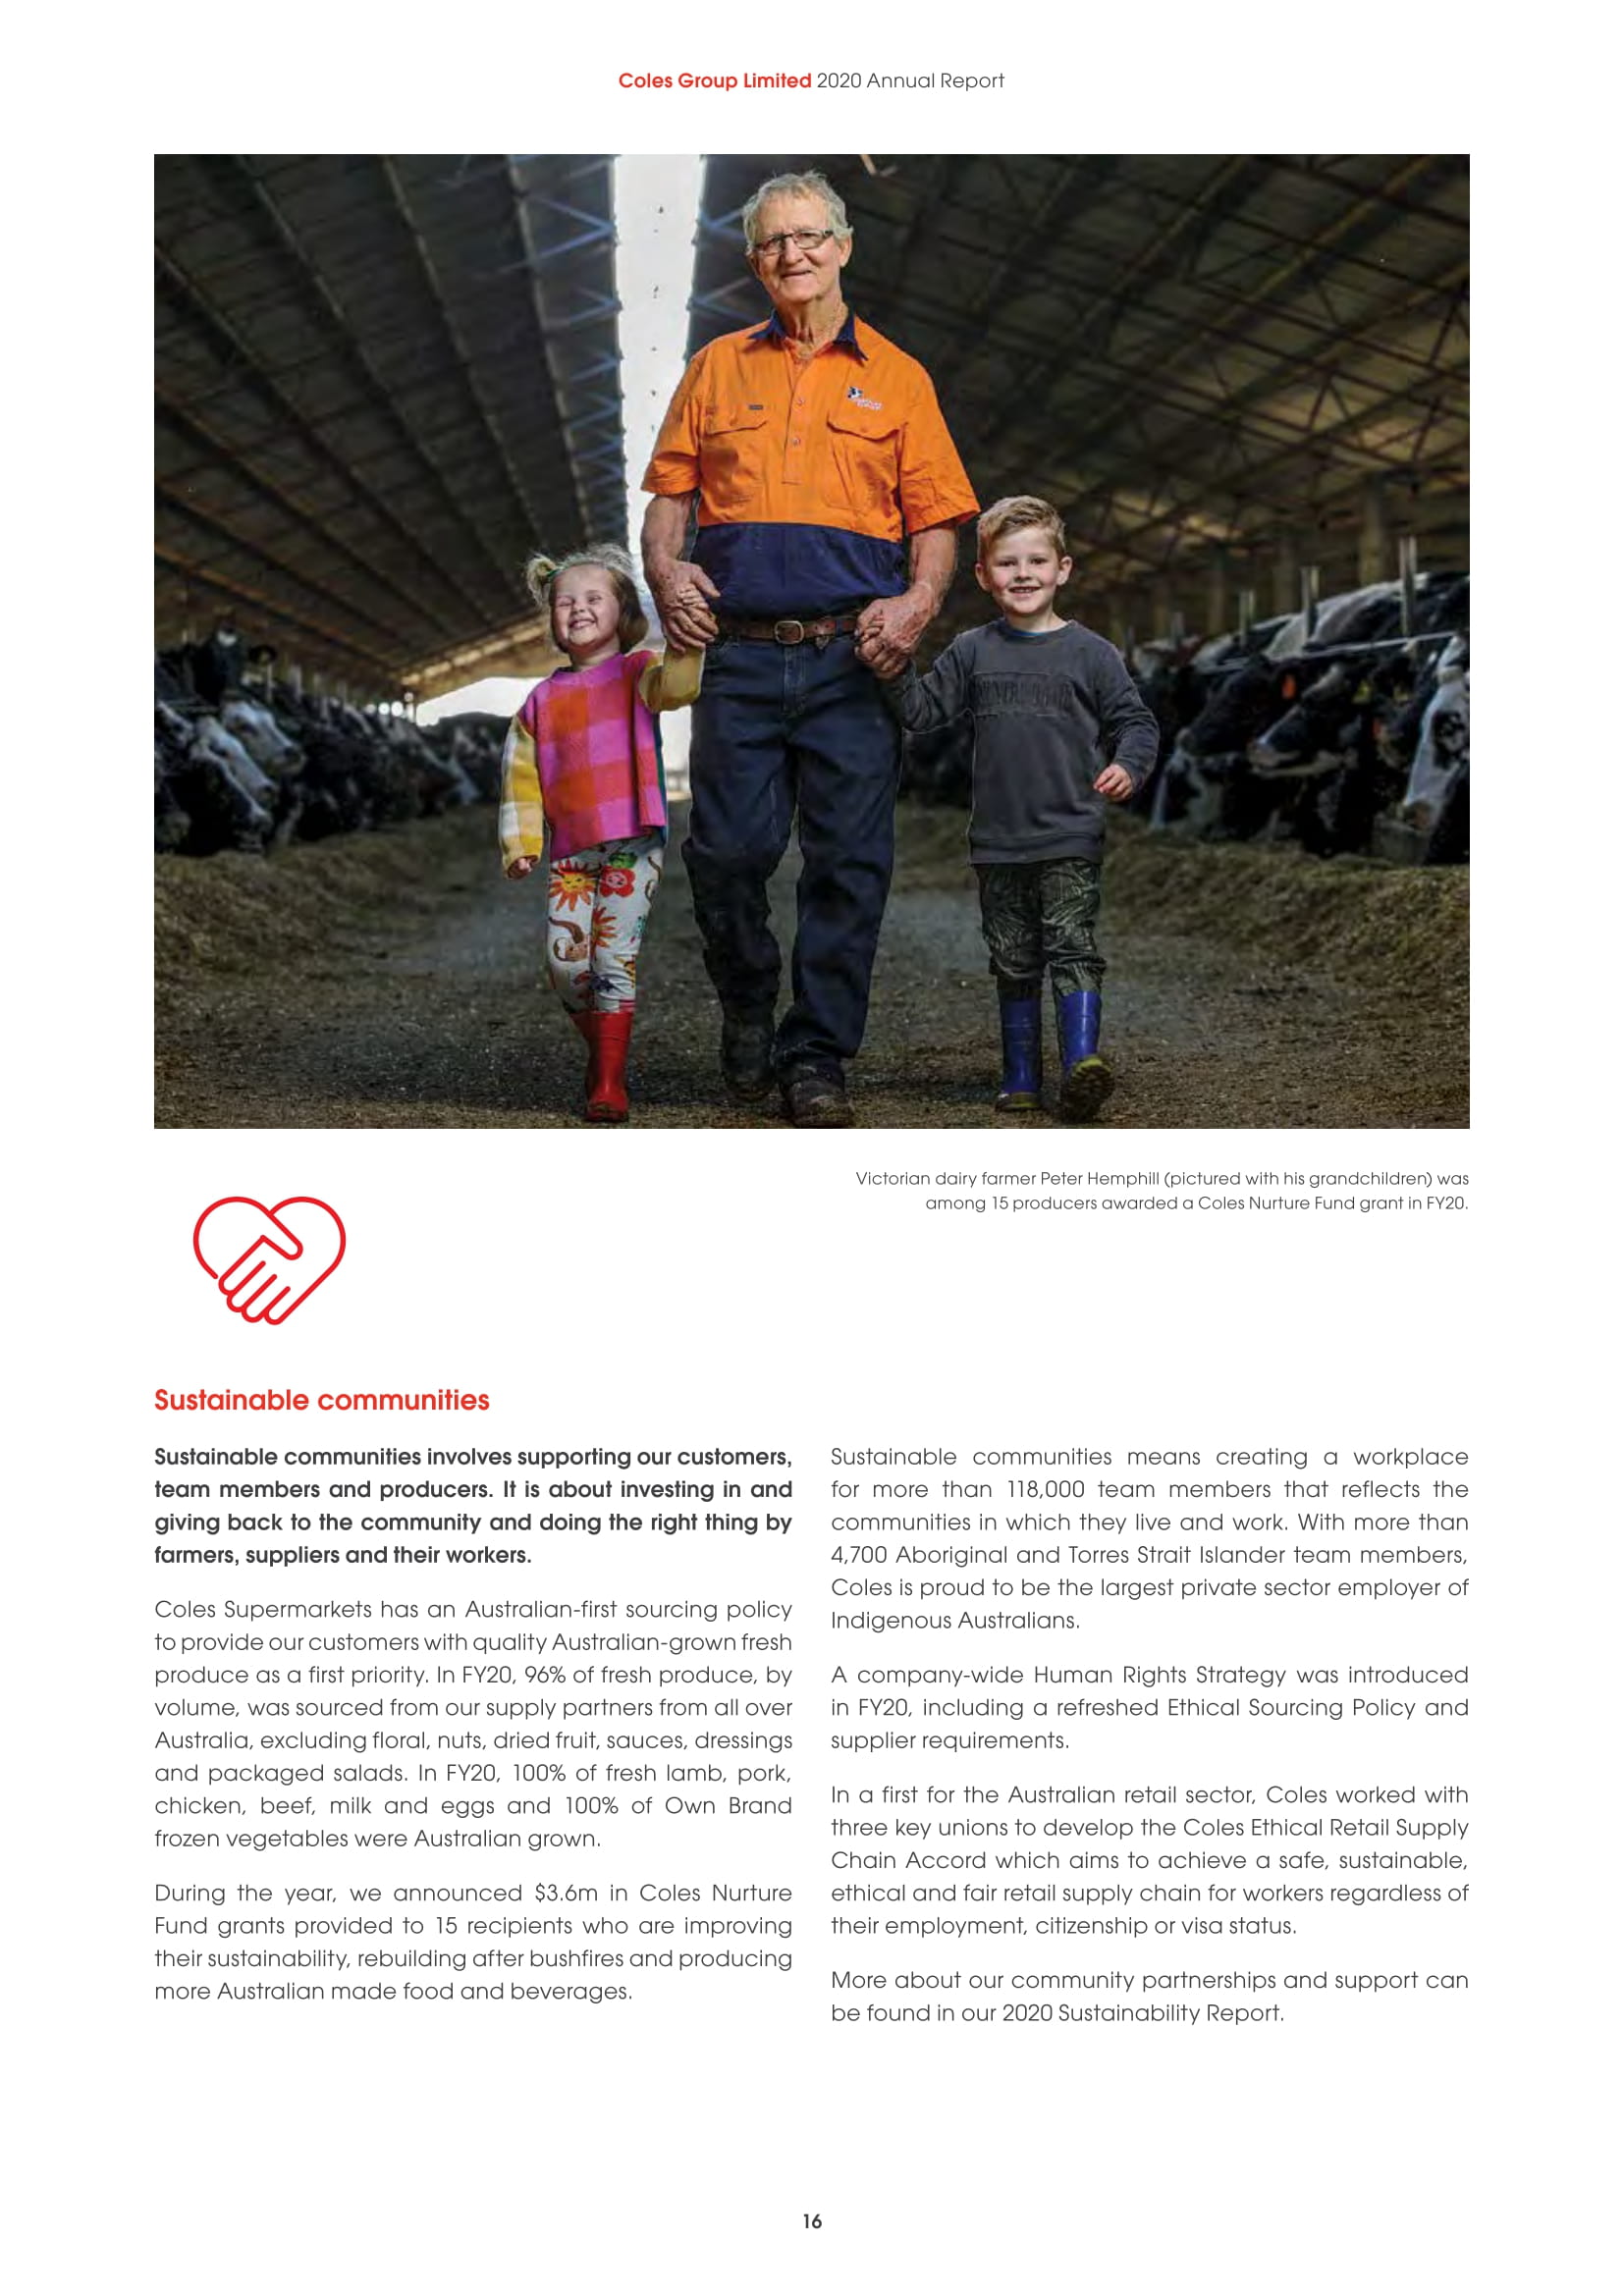 Coles Group Limited 2020 Annual Report
Victorian dairy farmer Peter Hemphill (pictured with his grandchildren) was
among 15 producers awarded a Coles Nurture Fund grant in FY20.
Sustainable communities
Sustainable communities involves supporting our customers,
team members and producers. It is about investing in and
giving back to the community and doing the right thing by
farmers, suppliers and their workers.
Coles Supermarkets has an Australian-first sourcing policy
to provide our customers with quality Australian-grown fresh
produce as a first priority. In FY20, 96% of fresh produce, by
volume, was sourced from our supply partners from all over
Australia, excluding floral, nuts, dried fruit, sauces, dressings
and packaged salads. In FY20, 100% of fresh lamb, pork,
chicken, beef, milk and eggs and 100% of Own Brand
frozen vegetables were Australian grown.
During the year, we announced $3.6m in Coles Nurture
Fund grants provided to 15 recipients who are improving
their sustainability, rebuilding after bushfires and producing
more Australian made food and beverages.
Sustainable communities means creating a workplace
for more than 118,000 team members that reflects the
communities in which they live and work. With more than
4,700 Aboriginal and Torres Strait Islander team members,
Coles is proud to be the largest private sector employer of
Indigenous Australians.
A company-wide Human Rights Strategy was introduced
in FY20, including a refreshed Ethical Sourcing Policy and
supplier requirements.
In a first for the Australian retail sector, Coles worked with
three key unions to develop the Coles Ethical Retail Supply
Chain Accord which aims to achieve a safe, sustainable,
ethical and fair retail supply chain for workers regardless of
their employment, citizenship or visa status.
More about our community partnerships and support can
be found in our 2020 Sustainability Report.
16